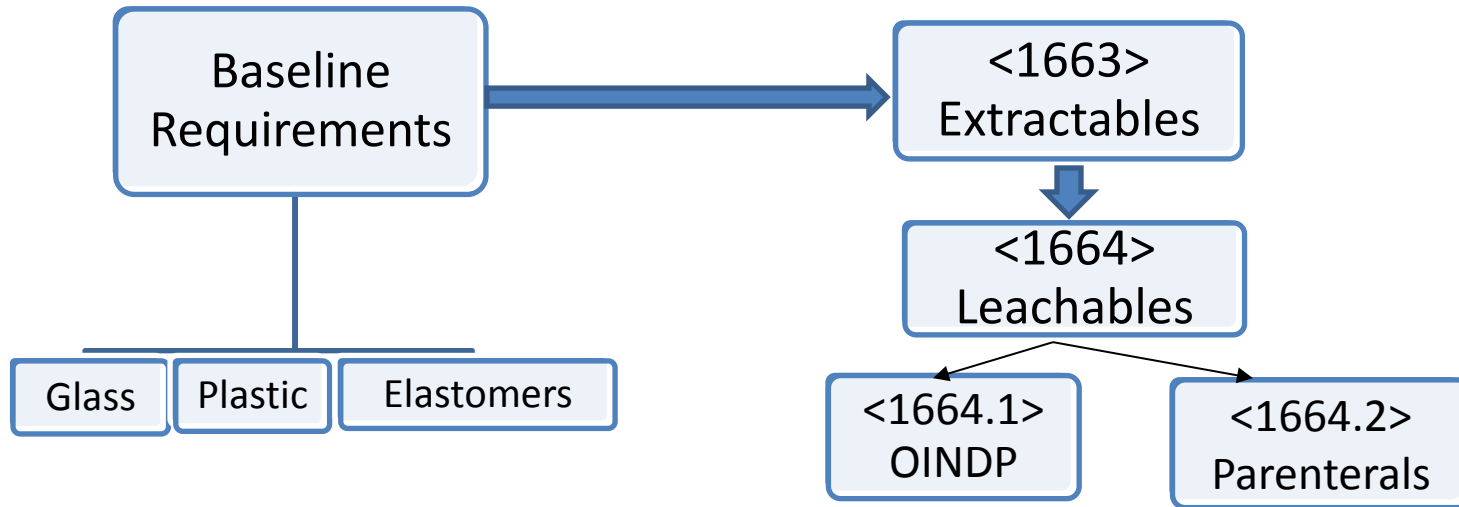 Baseline
Requirements
<1663>
Extractables
<1664>
Leachables
Glass
Plastic
Elastomers
<1664.1>
OINDP
<1664.2>
Parenterals